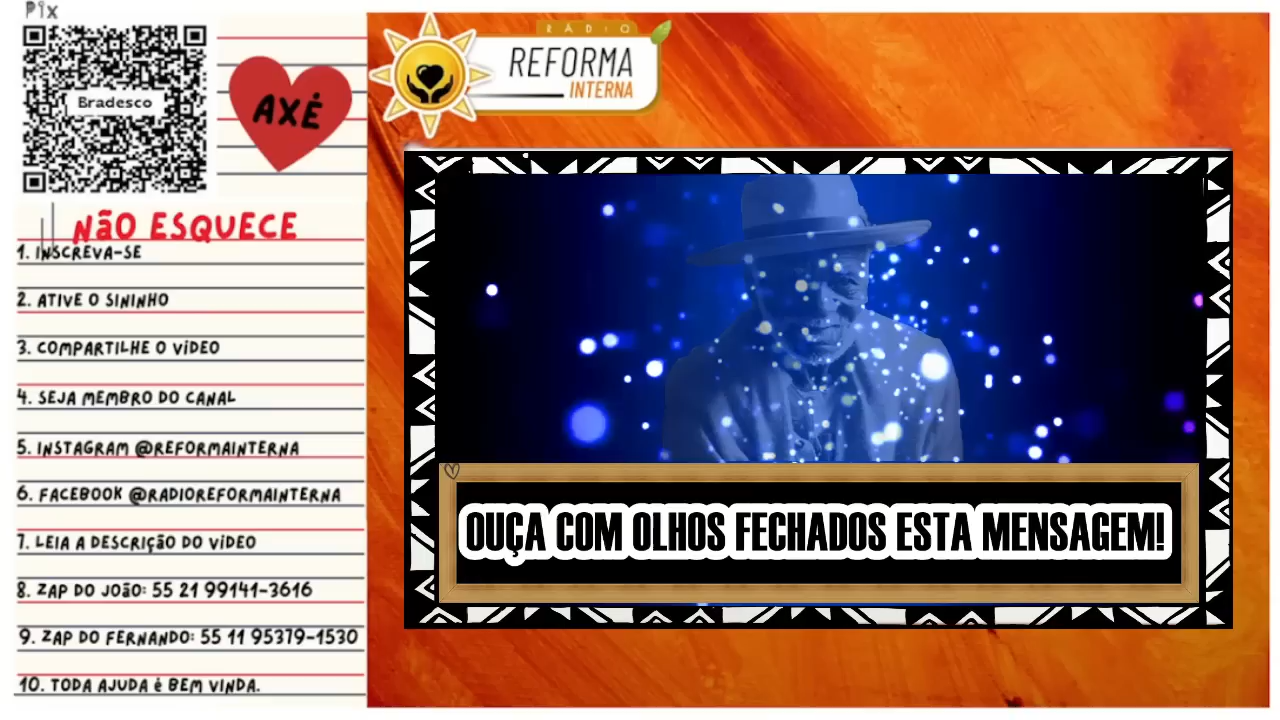 Pix
Bradesco
AXÉ
NÃO ESQUECE
1. INSCREVA-SE
2. ATIVE O SININHO
3. COMPARTILHE O VÍDEO
4. SEJA MEMBRO DO CANAL
5. INSTAGRAM @REFORMAINTERNA
6. FACEBOOK @RADIOREFORMAINTERNA
7. LEIA A DESCRIÇÃO DO VÍDEO
8. ZAP DO JOÃO: 55 21 99141-3616
9. ZAP DO FERNANDO: 55 11 95379-1530
10. TODA AJUDA É BEM VINDA.
RÁDIO
REFORMA
INTERNA
OUÇA COM OLHOS FECHADOS ESTA MENSAGEM!